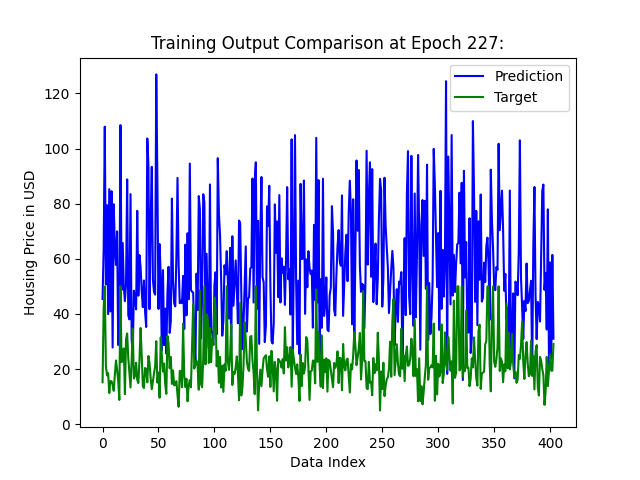 Training Output Comparison at Epoch 227:
Prediction
Target
Housing Price in USD
120
100
80
60
40
20
0
0 50 100 150 200 250 300 350 400
Data Index